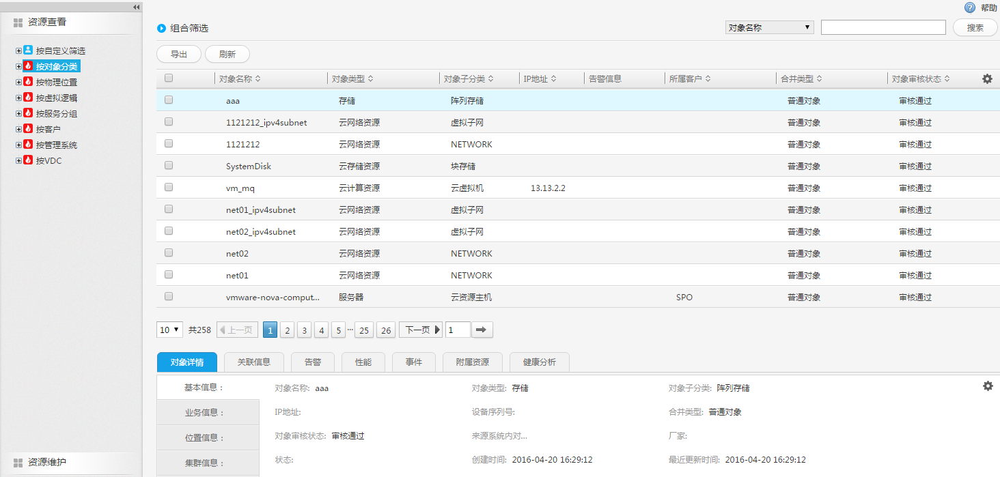 帮助
资源查看
组合筛选 对象名称 搜索
按自定义筛选
按对象分类
按物理位置
按虚拟逻辑
按服务分组
按客户
按管理系统
按VDC
资源维护
导出 刷新
对象名称 对象类型 对象子分类 IP地址 告警信息 所属客户 合并类型 对象审核状态
aaa 存储 阵列存储 普通对象 审核通过
1121212_ipv4subnet 云网络资源 虚拟子网 普通对象 审核通过
1121212 云网络资源 NETWORK 普通对象 审核通过
SystemDisk 云存储资源 块存储 普通对象 审核通过
vm_mq 云计算资源 云虚拟机 13.13.2.2 普通对象 审核通过
net01_ipv4subnet 云网络资源 虚拟子网 普通对象 审核通过
net02_ipv4subnet 云网络资源 虚拟子网 普通对象 审核通过
net02 云网络资源 NETWORK 普通对象 审核通过
net01 云网络资源 NETWORK 普通对象 审核通过
vmware-nova-comput... 服务器 云资源主机 SPO 普通对象 审核通过
10 共258 上一页 1 2 3 4 5 ... 25 26 下一页 1
对象详情 关联信息 告警 性能 事件 附属资源 健康分析
基本信息： 对象名称: aaa 对象类型: 存储 对象子分类: 阵列存储
业务信息： IP地址: 设备序列号: 合并类型: 普通对象
位置信息： 对象审核状态: 审核通过 来源系统内对... 厂家:
集群信息： 状态: 创建时间: 2016-04-20 16:29:12 最近更新时间: 2016-04-20 16:29:12